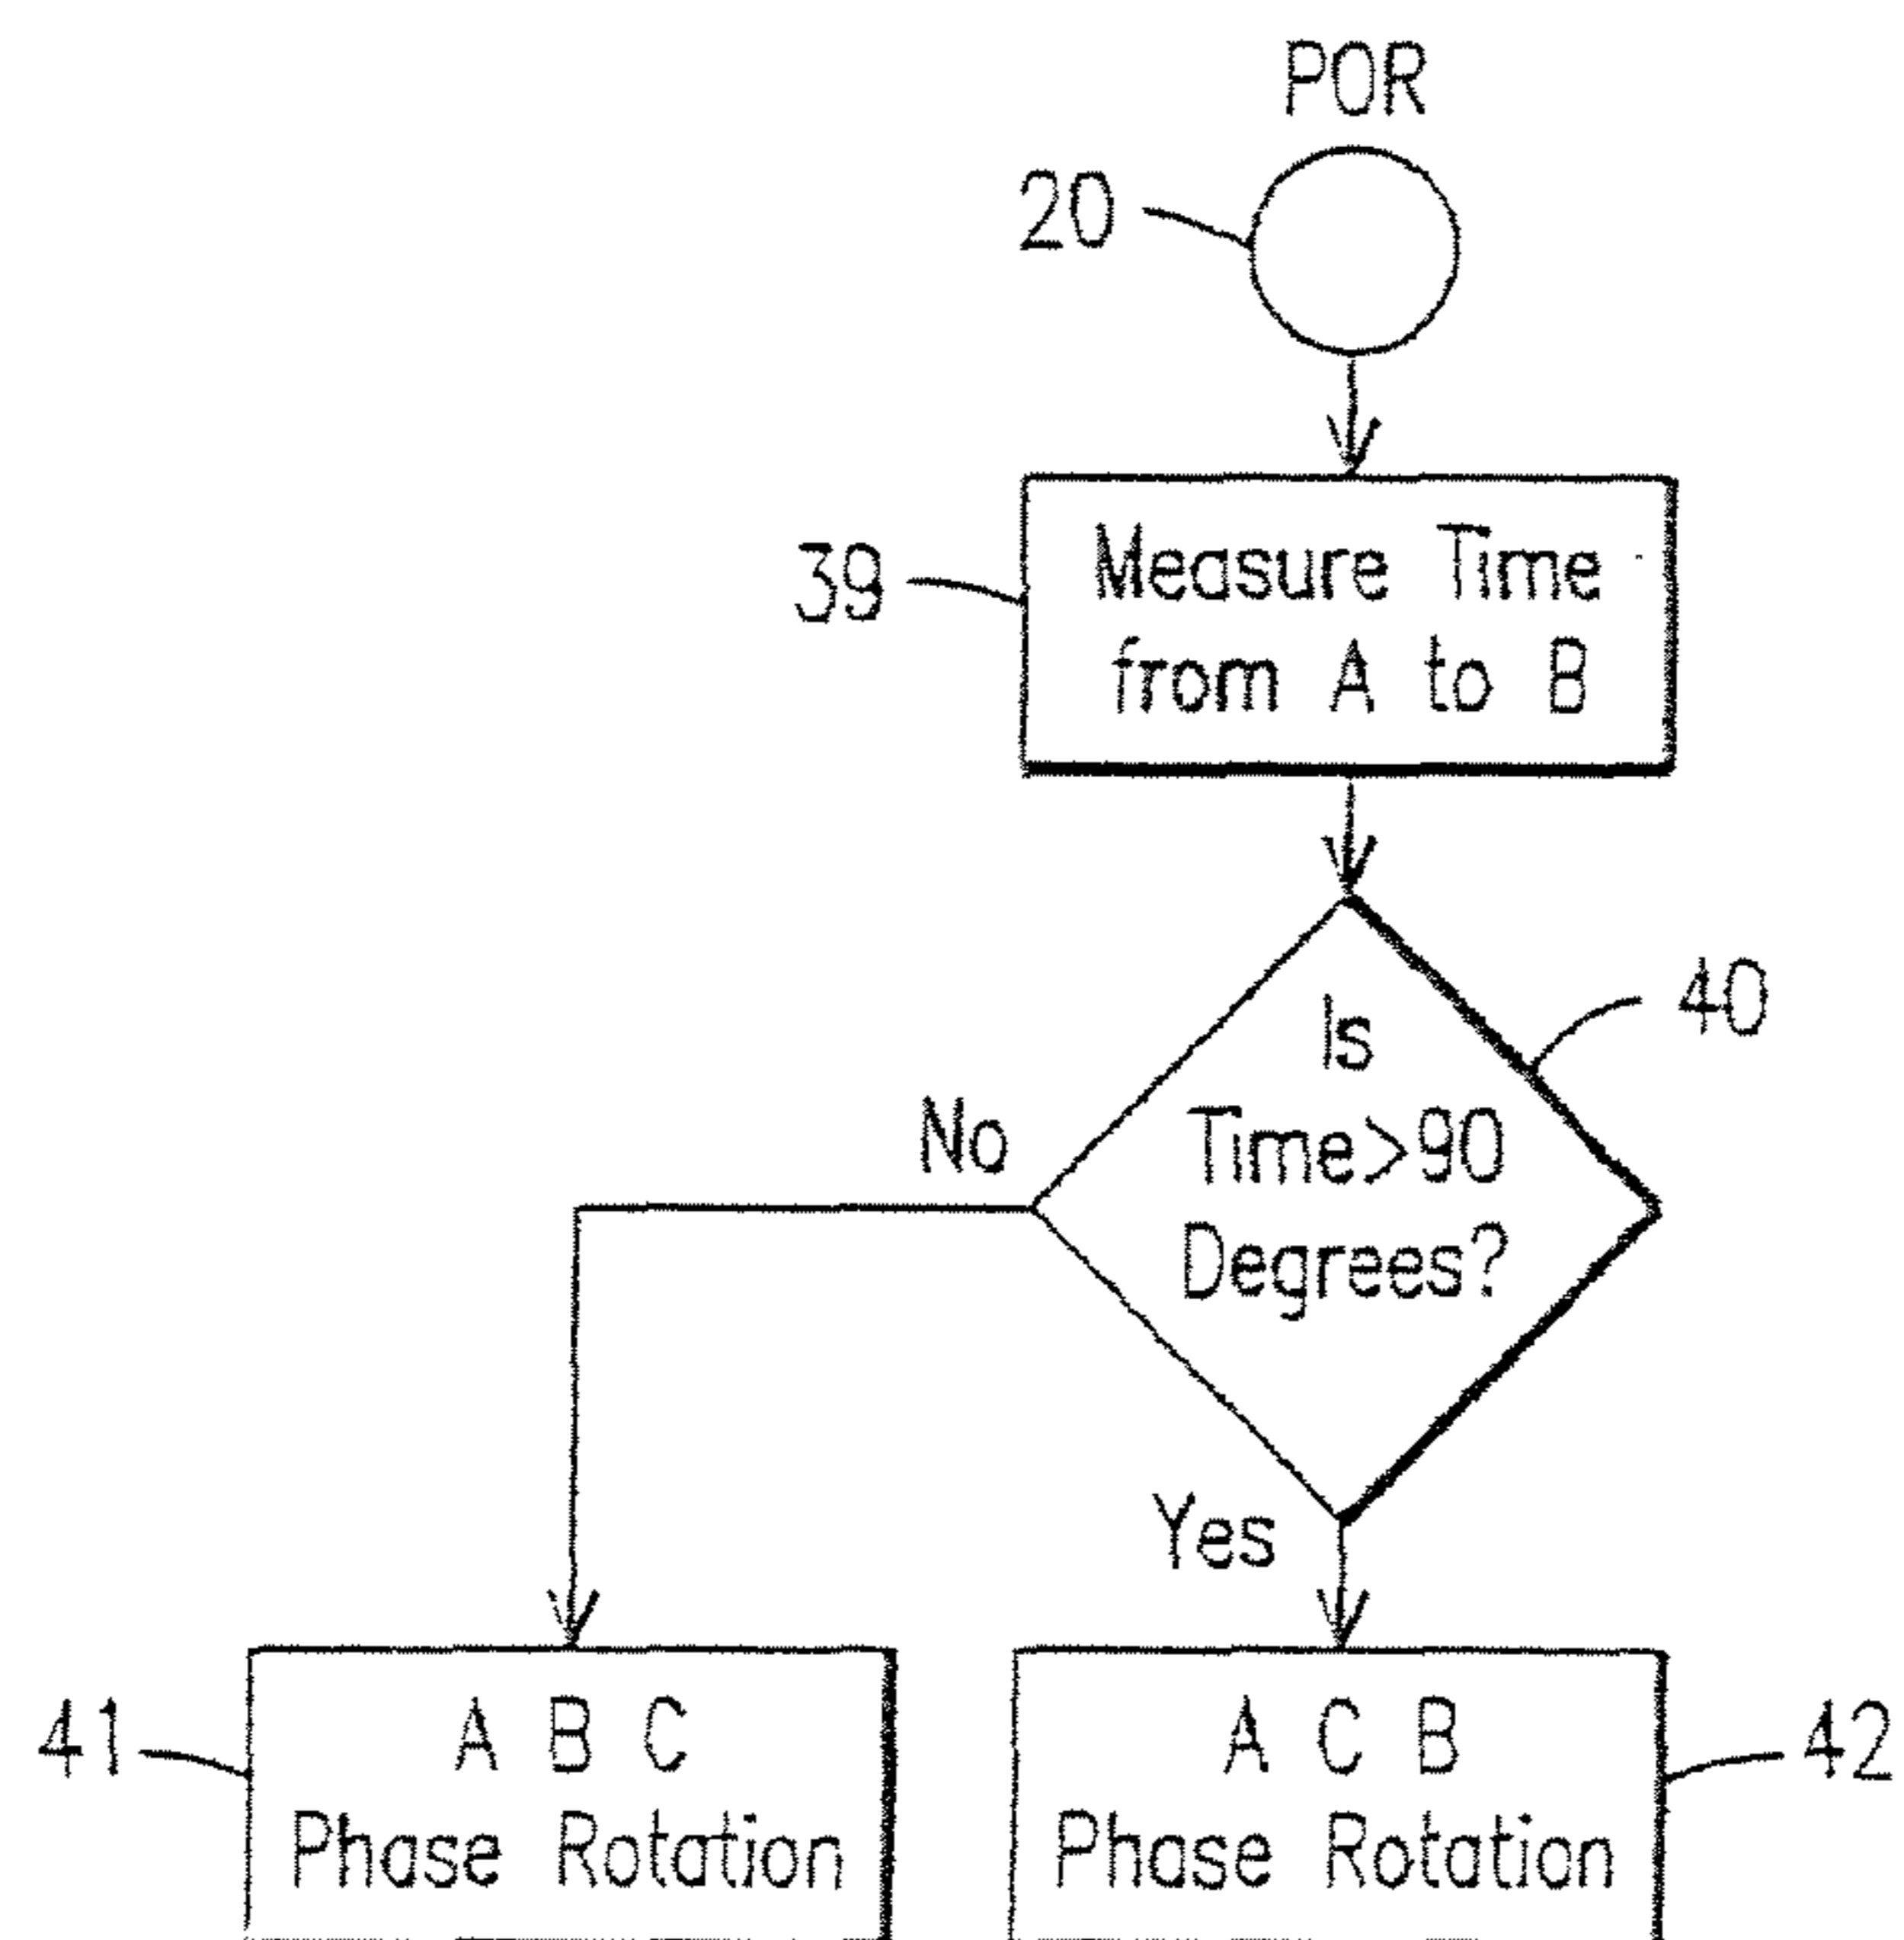 POR
20
39
Measure Time
from A to B
40
Is
Time>90
Degrees?
No
Yes
41
A B C
Phase Rotation
A C B
Phase Rotation
42